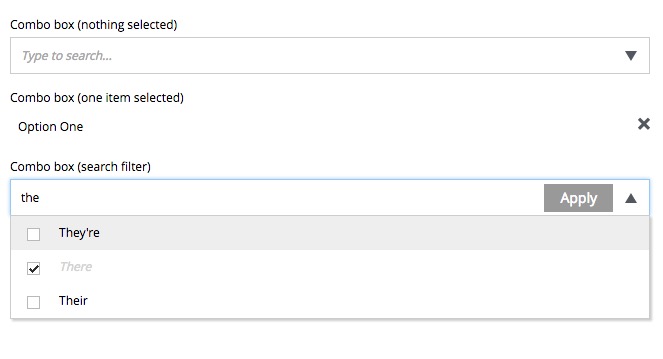 Combo box (nothing selected)
Type to search...
Combo box (one item selected)
Option One
Combo box (search filter)
the Apply
They're
There
Their